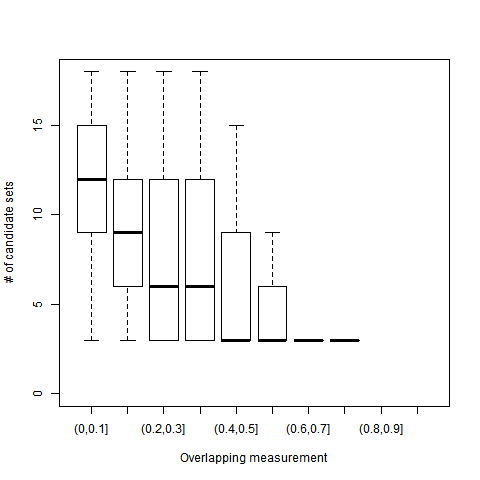 # of candidate sets
15
10
5
0
(0,0.1] (0.2,0.3] (0.4,0.5] (0.6,0.7] (0.8,0.9]
Overlapping measurement